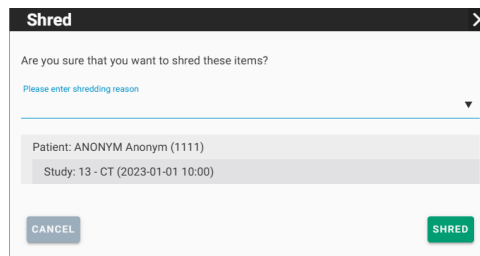 Shred
Are you sure that you want to shred these items?
Please enter shredding reason
Patient: ANONYM Anonym (1111)
Study: 13 - CT (2023-01-01 10:00)
CANCEL
SHRED